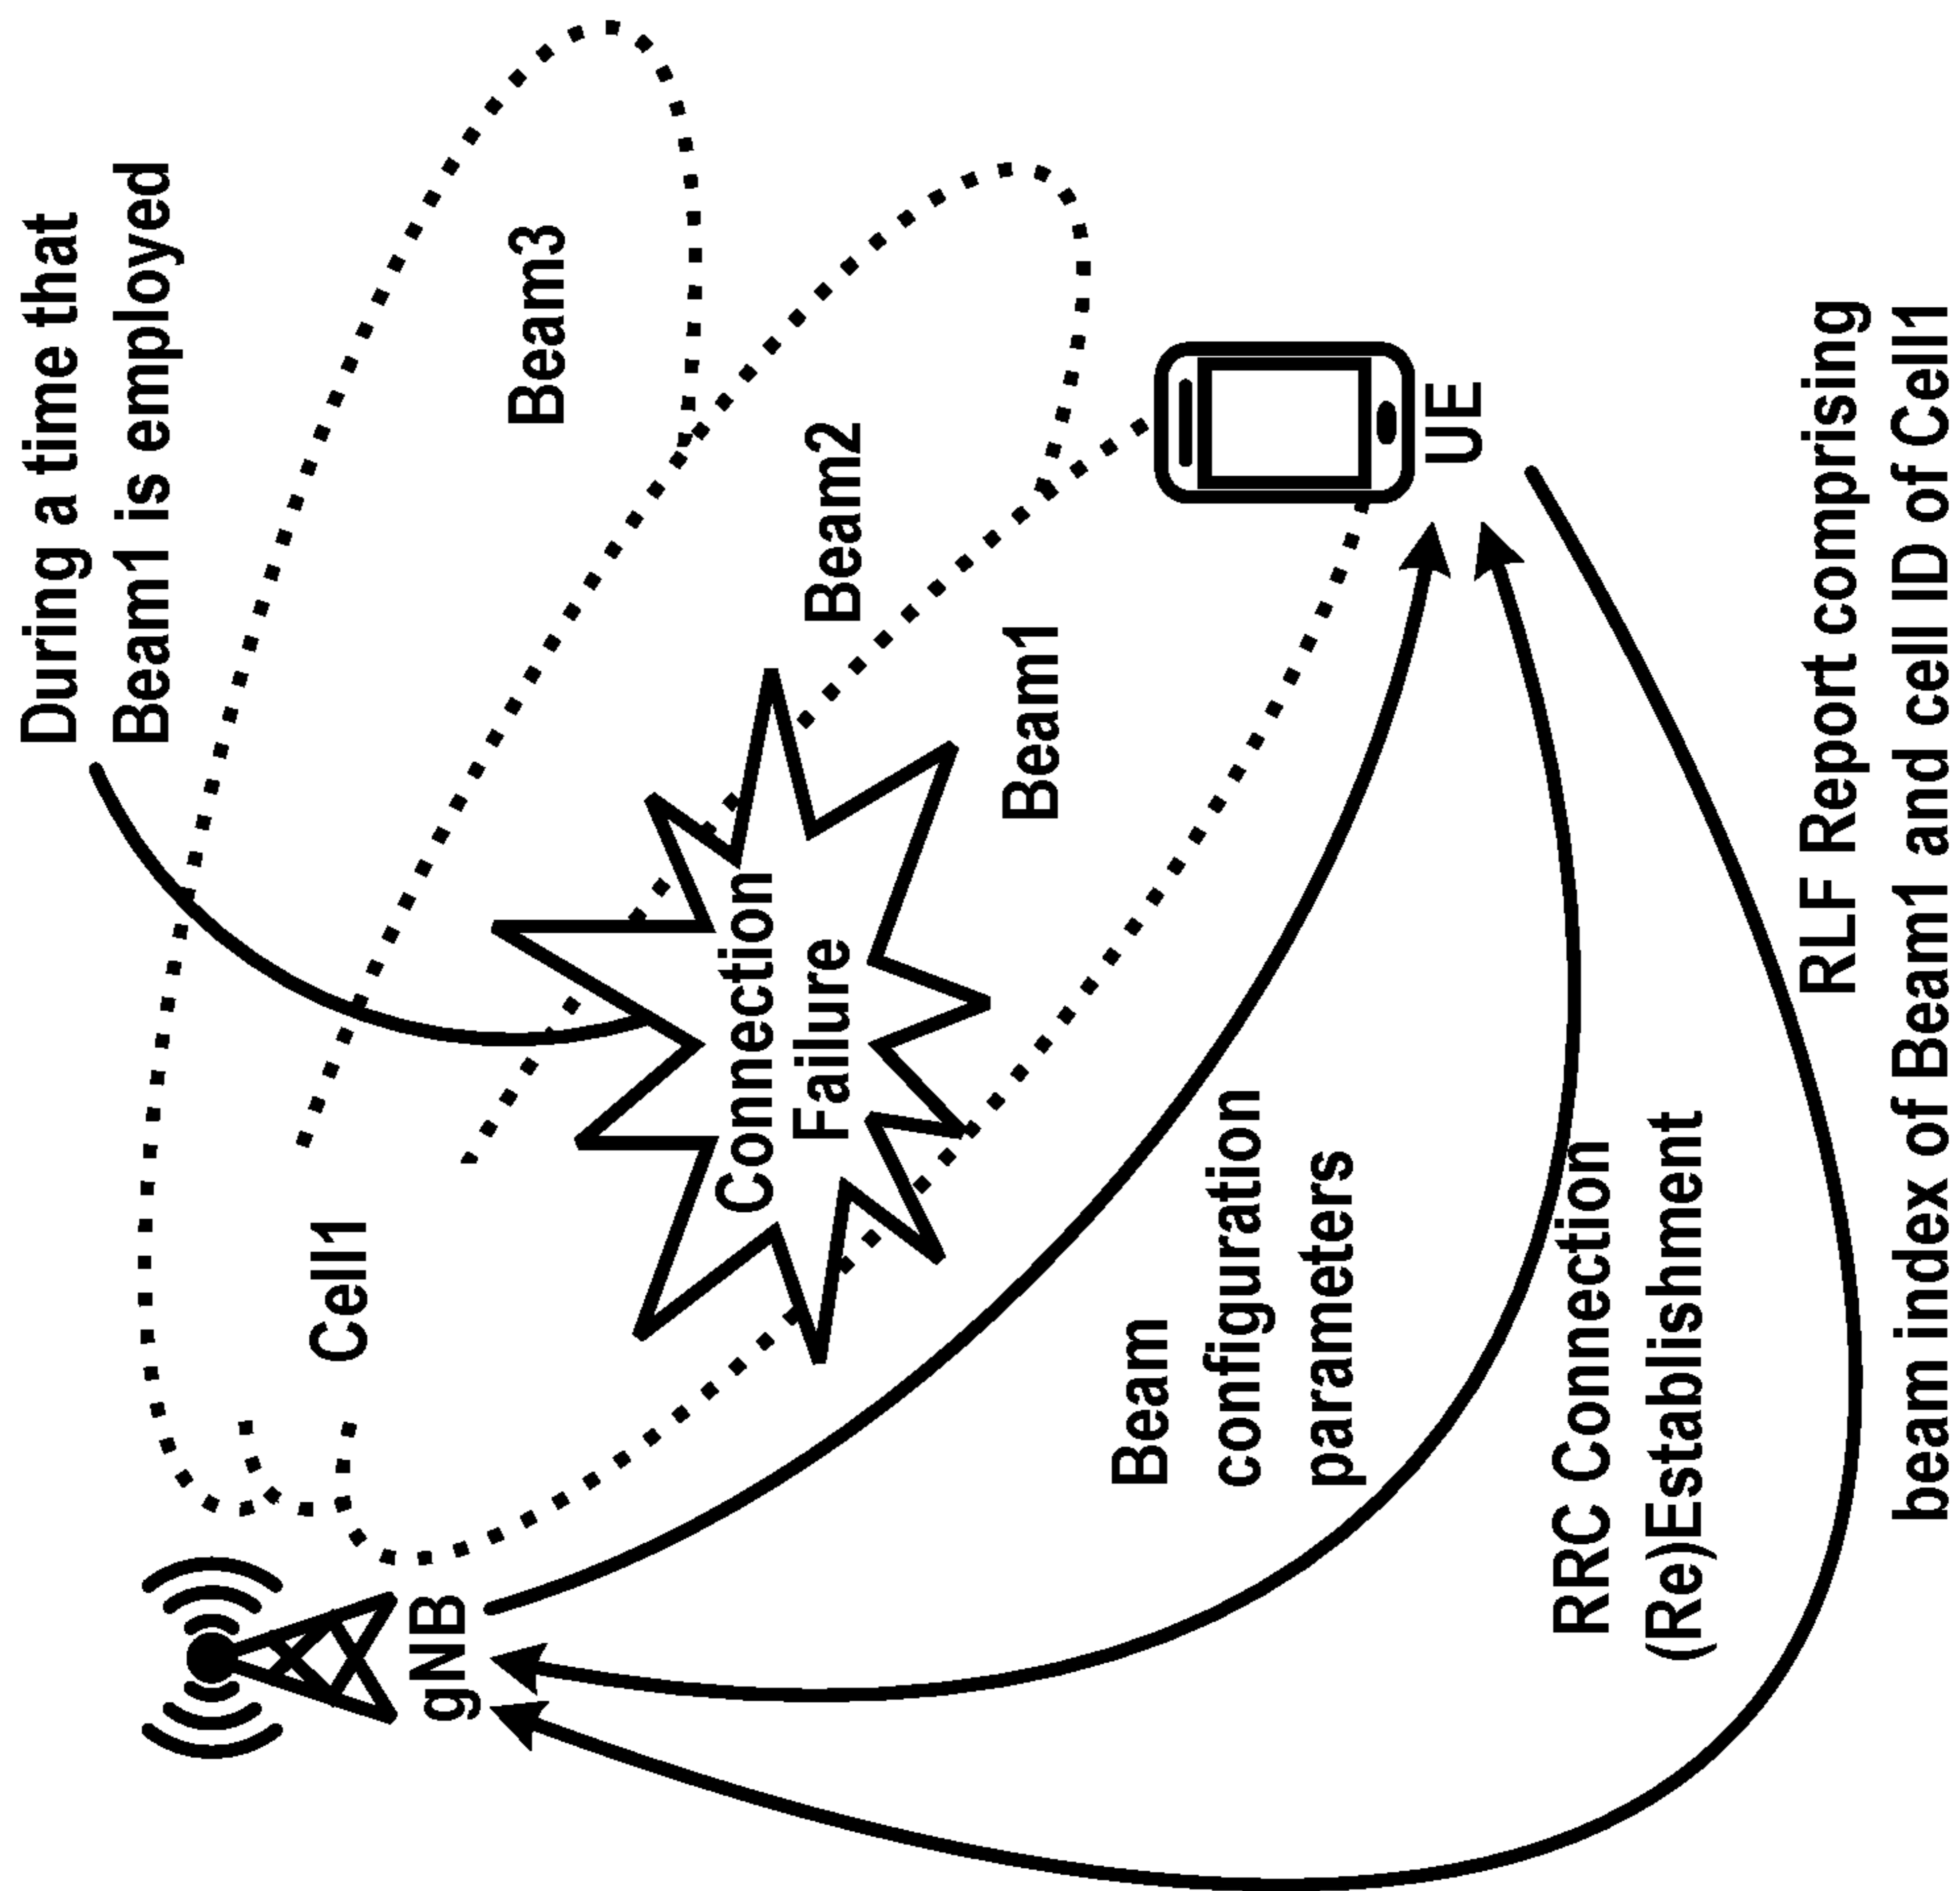 During a time that
Beam1 is employed
Cell1
Beam3
Beam2
Connection
Failure
Beam1
gNB
UE
Beam
configuration
parameters
RRC Connection
(Re)Establishment
RLF Report comprising
beam index of Beam1 and cell ID of Cell1